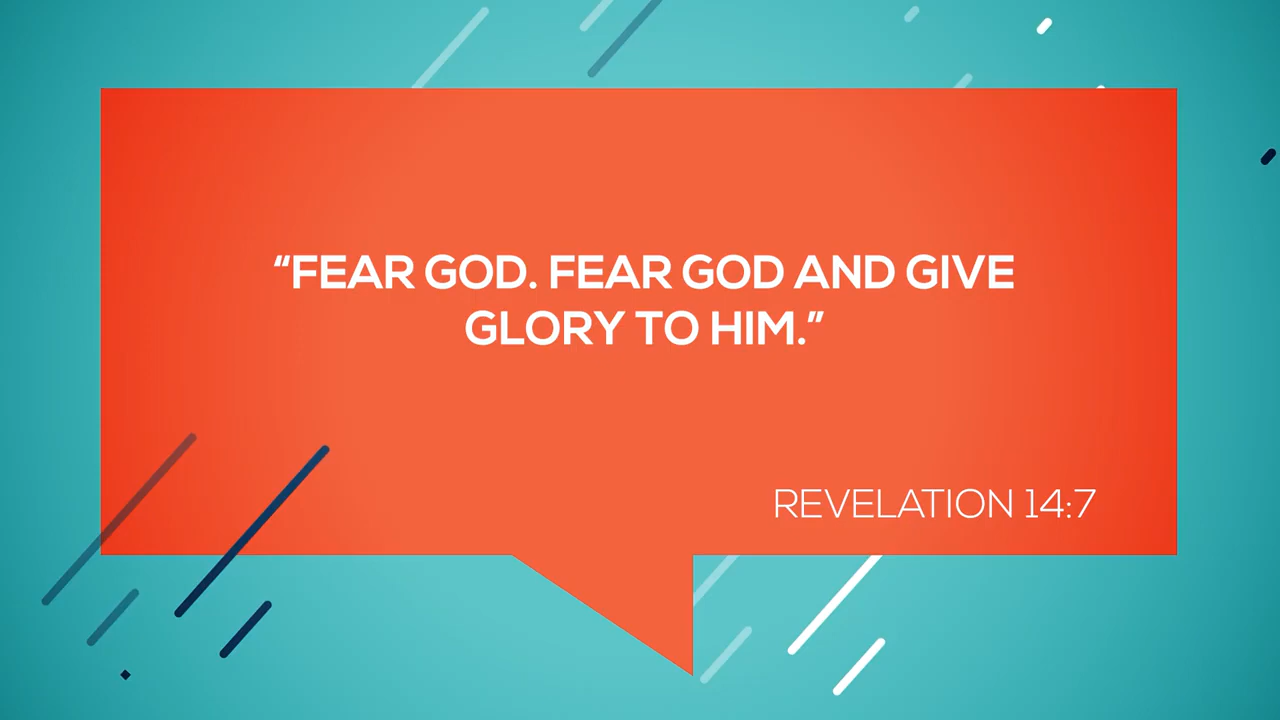 “FEAR GOD. FEAR GOD AND GIVE
GLORY TO HIM.”
REVELATION 14:7